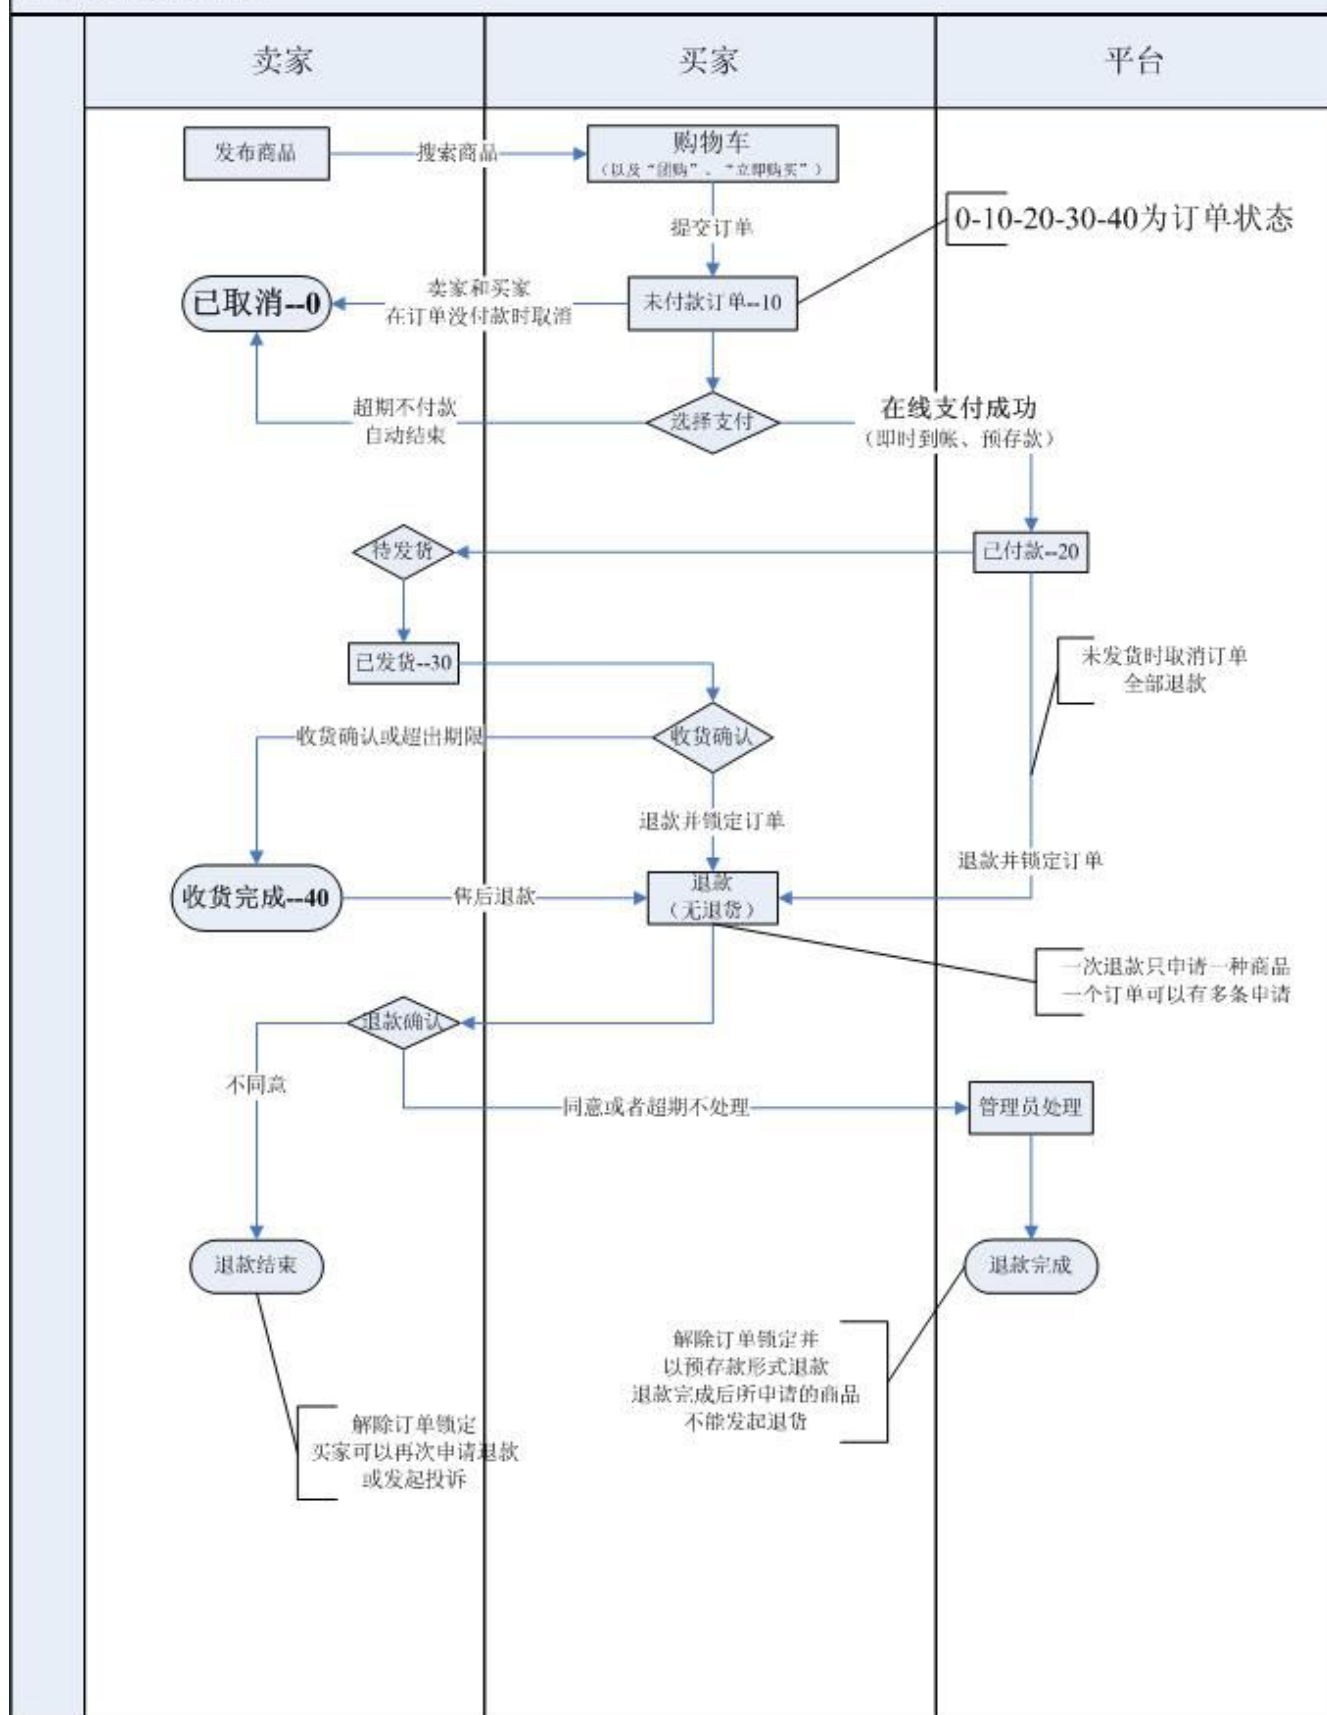 卖家
买家
平台
发布商品
搜索商品
购物车
（以及“团购”、“立即购买”）
提交订单
0-10-20-30-40为订单状态
已取消--0
卖家和买家
在订单没付款时取消
未付款订单--10
超期不付款
自动结束
选择支付
在线支付成功
（即时到帐、预存款）
待发货
已付款--20
已发货--30
未发货时取消订单
全部退款
收货确认或超出期限
收货确认
退款并锁定订单
退款并锁定订单
收货完成--40
售后退款
退款
（无退货）
一次退款只申请一种商品
一个订单可以有多条申请
退款确认
不同意
同意或者超期不处理
管理员处理
退款结束
退款完成
解除订单锁定并
以预存款形式退款
退款完成后所申请的商品
不能发起退货
解除订单锁定
买家可以再次申请退款
或发起投诉